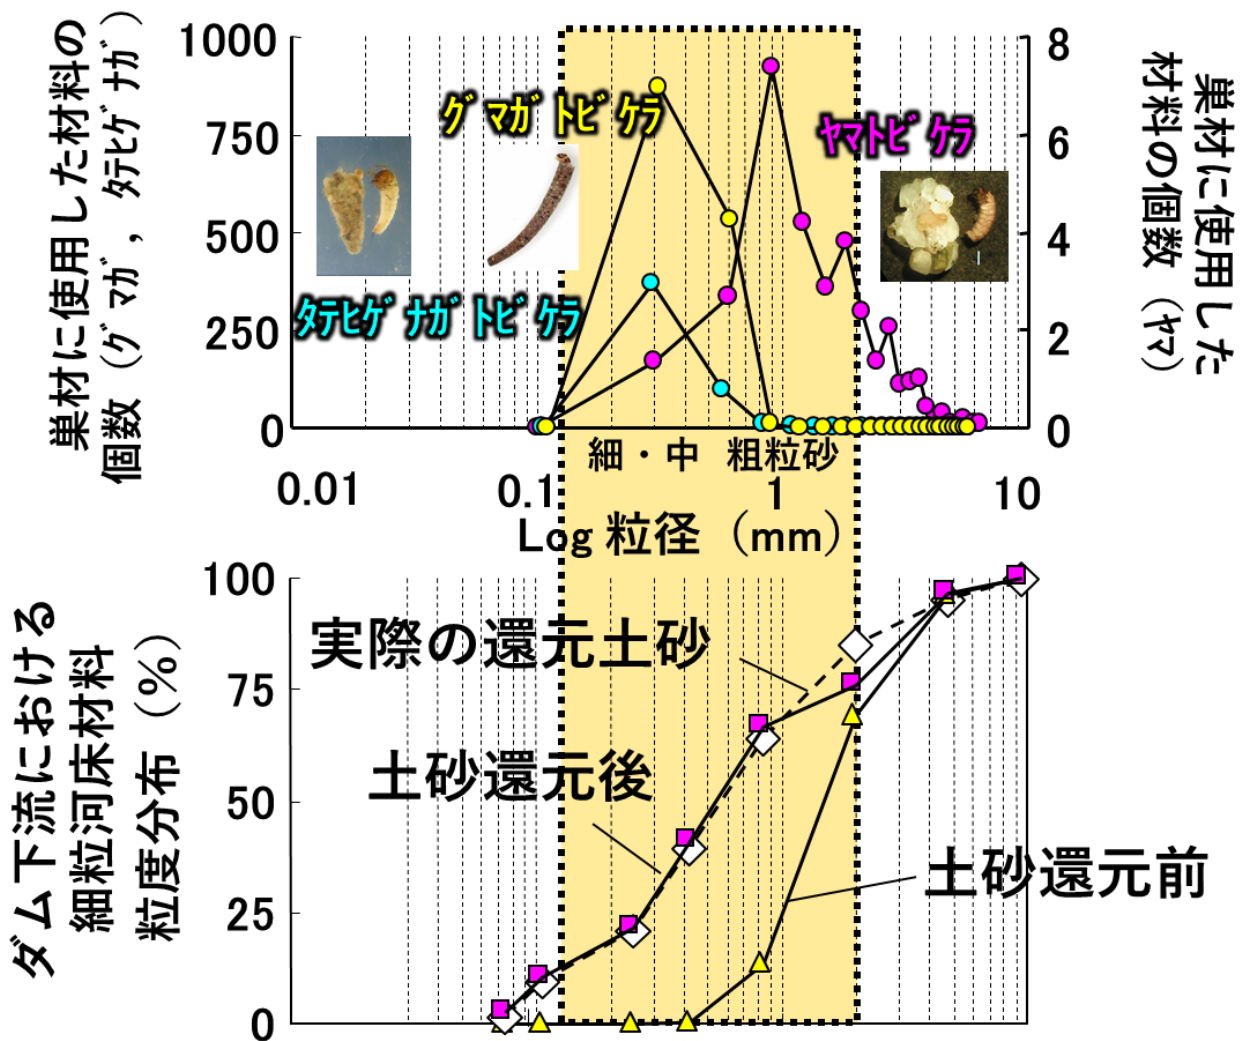 巣材に使用した材料の
個数（グマガ，タテヒゲナガ）
1000
750
500
250
0
グマガトビケラ
タテヒゲナガトビケラ
ヤマトビケラ
8
6
4
2
0
巣材に使用した
材料の個数（ヤマ）
細・中 粗粒砂
0.01 0.1 1 10
Log 粒径（mm）
ダム下流における
細粒河床材料
粒度分布（%）
100
75
50
25
0
実際の還元土砂
土砂還元後
土砂還元前